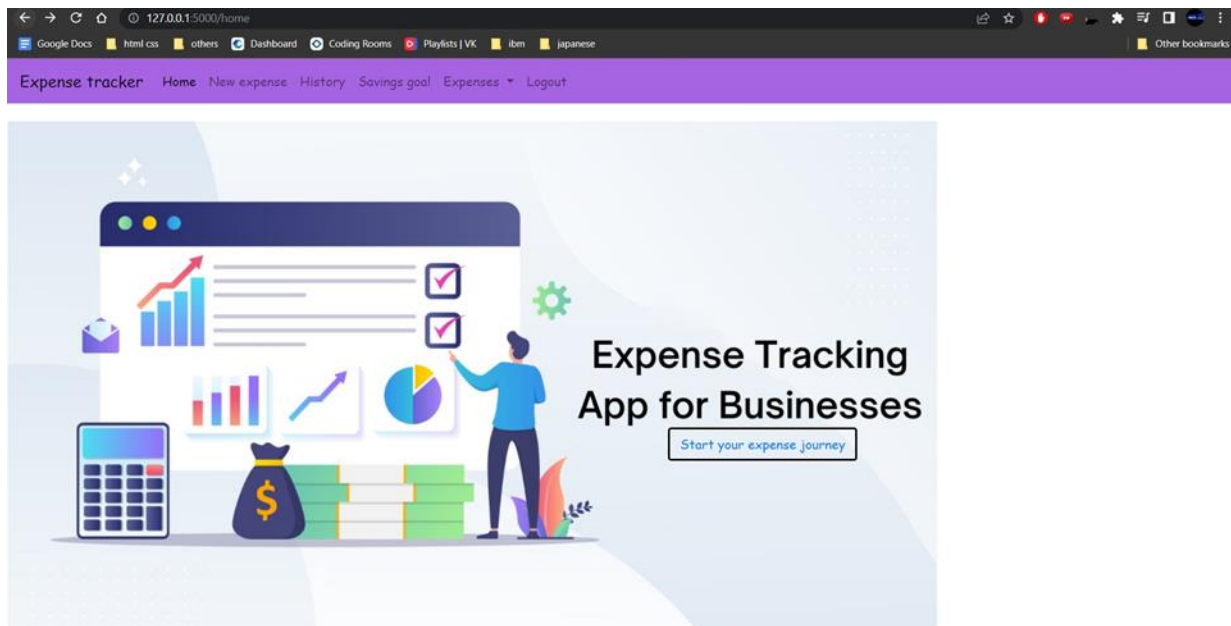 127.0.0.1:5000/home
Google Docs html css others Dashboard Coding Rooms Playlists | VK ibm japanese Other bookmarks
Expense tracker Home New expense History Savings goal Expenses Logout
Expense Tracking
App for Businesses
Start your expense journey
$